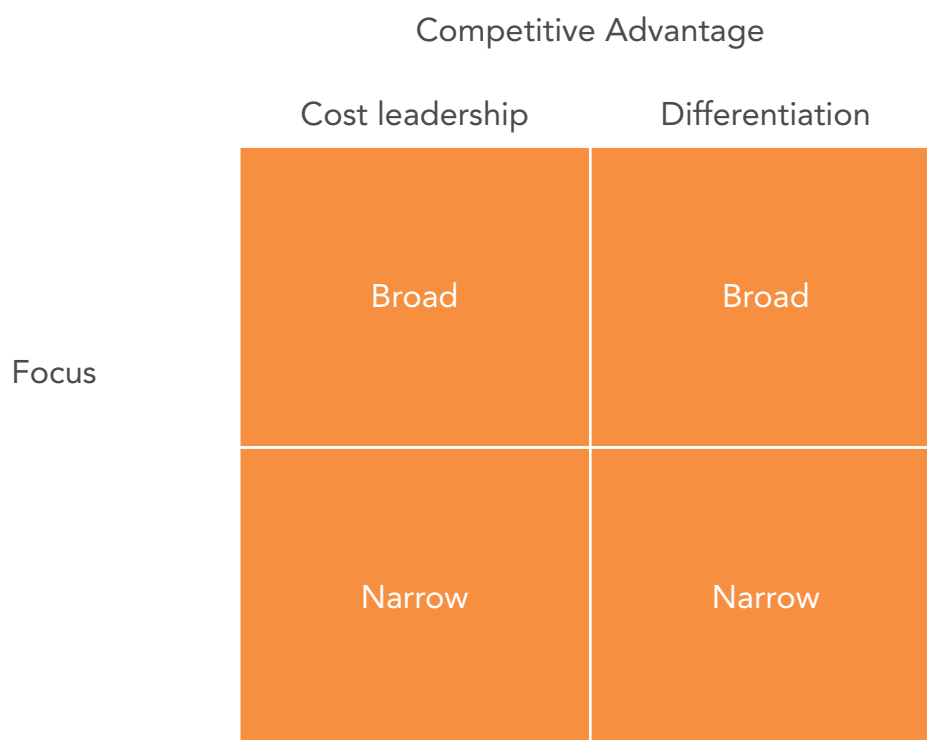 Competitive Advantage
Cost leadership Differentiation
Broad Broad
Focus
Narrow Narrow